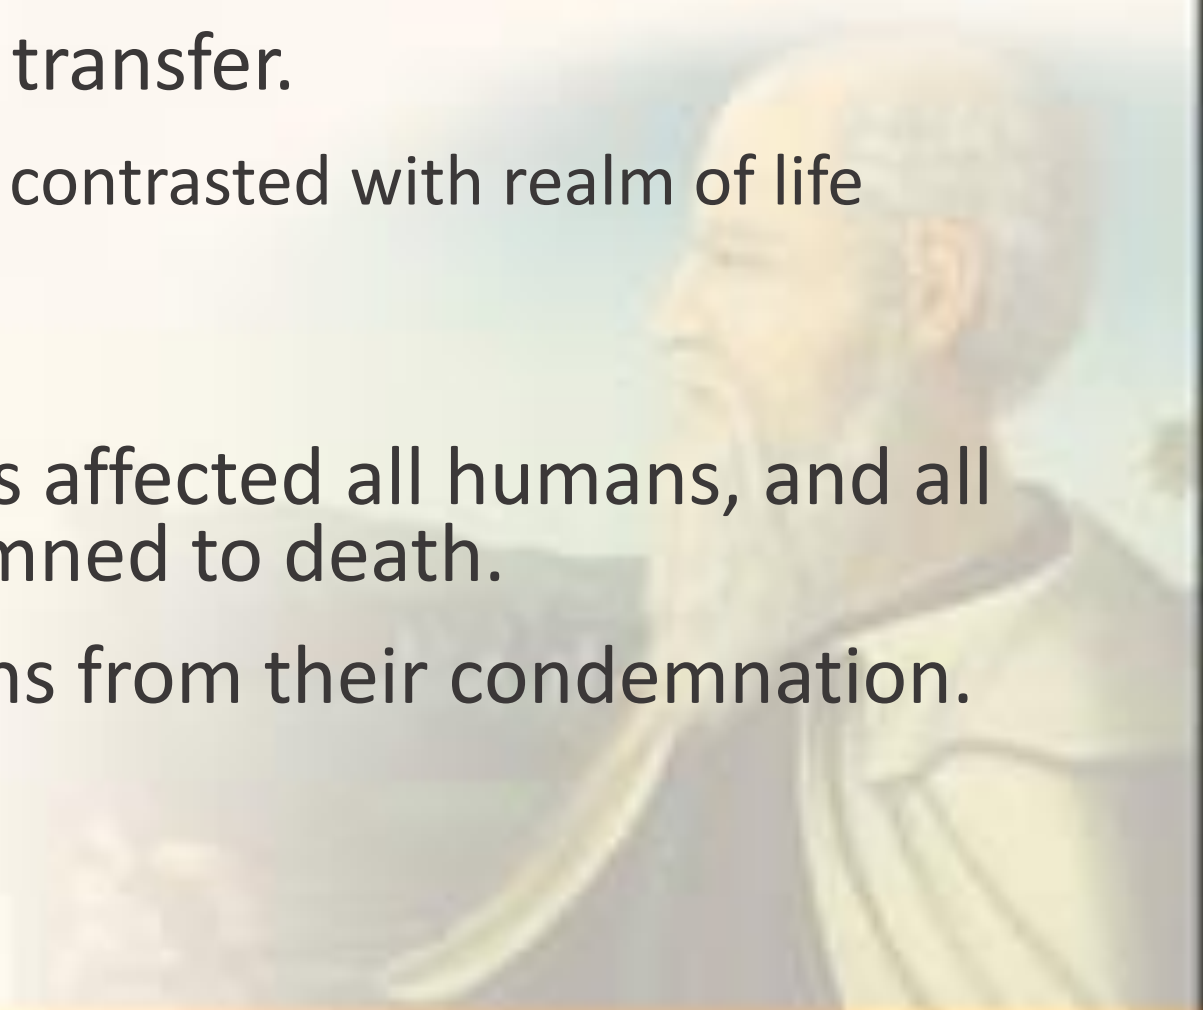 transfer.
contrasted with realm of life
s affected all humans, and all
mned to death.
ns from their condemnation.